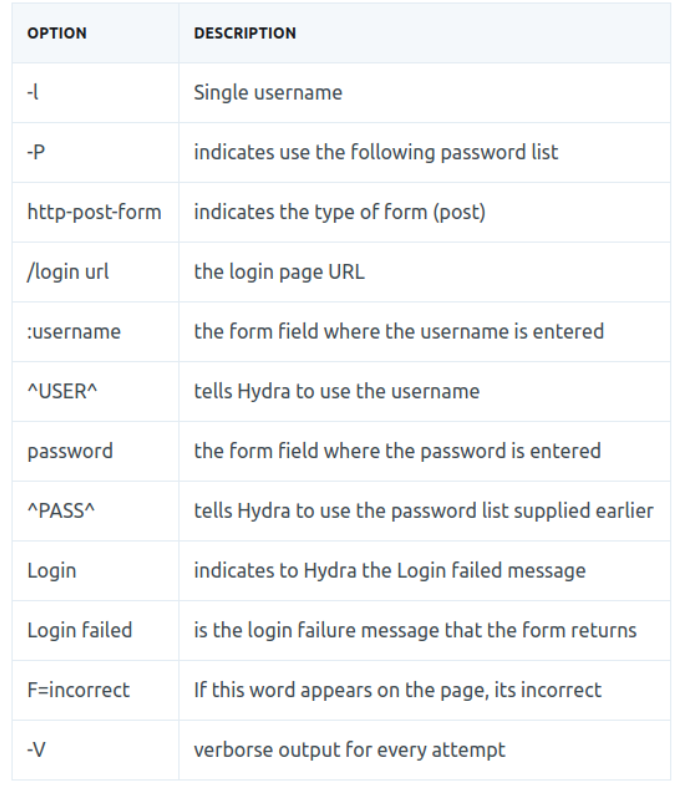 OPTION DESCRIPTION
-l Single username
-P indicates use the following password list
http-post-form indicates the type of form (post)
/login url the login page URL
:username the form field where the username is entered
^USER^ tells Hydra to use the username
password the form field where the password is entered
^PASS^ tells Hydra to use the password list supplied earlier
Login indicates to Hydra the Login failed message
Login failed is the login failure message that the form returns
F=incorrect If this word appears on the page, its incorrect
-V verborse output for every attempt